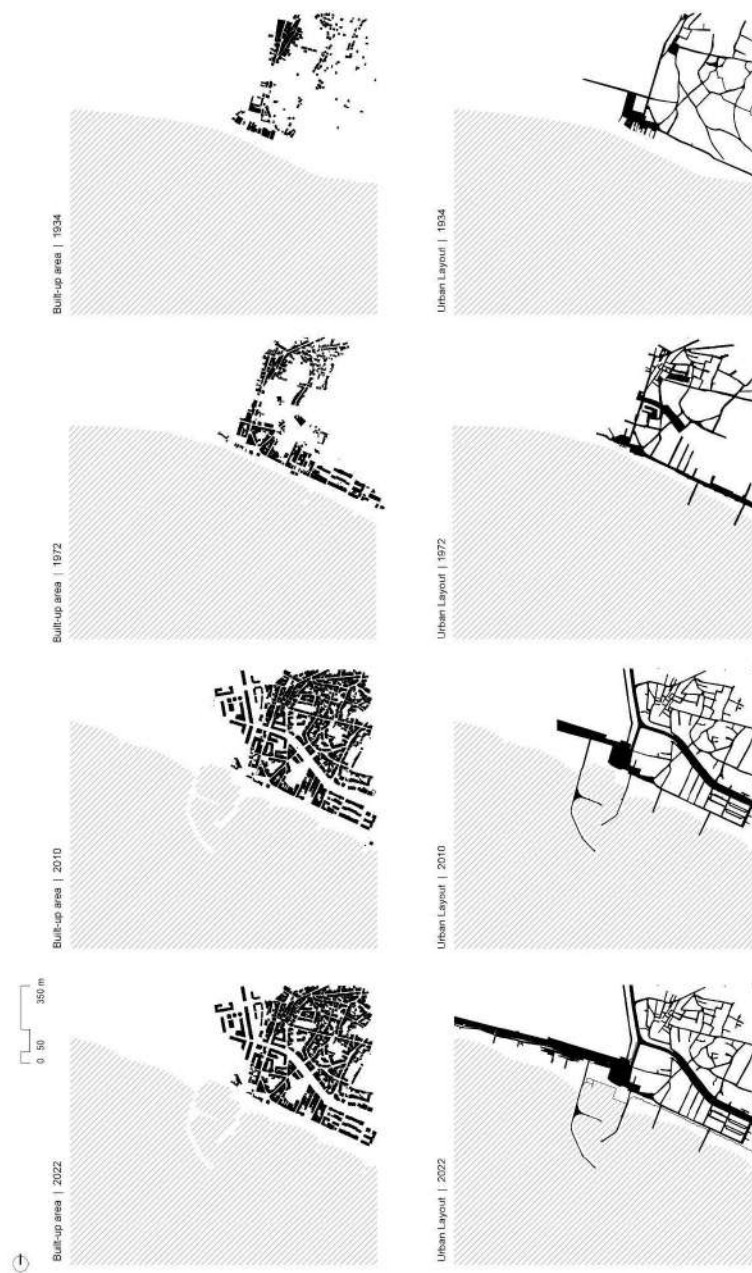 0 50 350 m
Built-up area | 2022
Built-up area | 2010
Built-up area | 1972
Built-up area | 1934
Urban Layout | 2022
Urban Layout | 2010
Urban Layout | 1972
Urban Layout | 1934